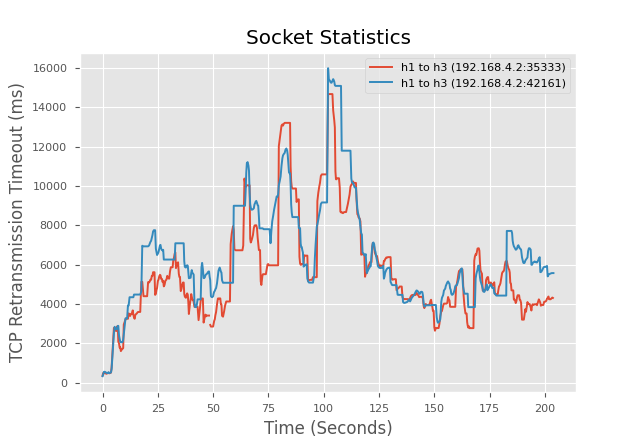 Socket Statistics
h1 to h3 (192.168.4.2:35333)
h1 to h3 (192.168.4.2:42161)
TCP Retransmission Timeout (ms)
16000
14000
12000
10000
8000
6000
4000
2000
0
0 25 50 75 100 125 150 175 200
Time (Seconds)